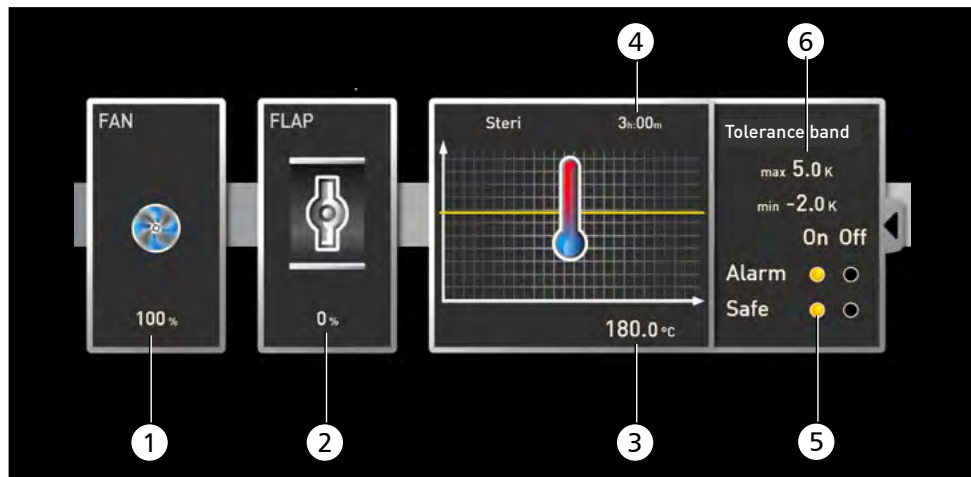 4
6
FAN
FLAP
Steri
3h:00m
Tolerance band
max 5.0 K
min -2.0 K
On Off
Alarm
Safe
100 %
0 %
180.0 °C
1
2
3
5